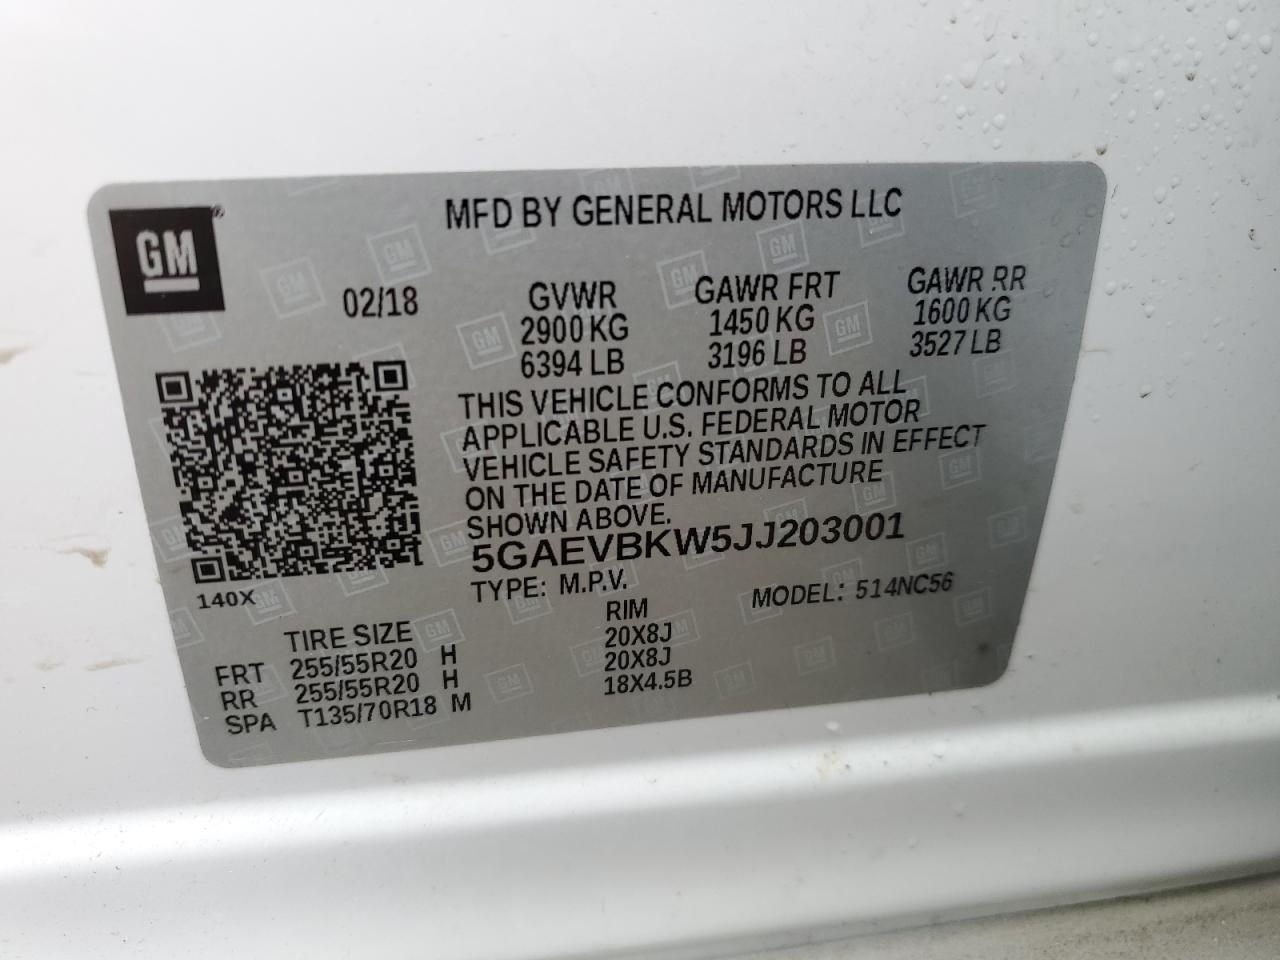 MFD BY GENERAL MOTORS LLC
GM ®
02/18
GVWR GAWR FRT GAWR RR
2900 KG 1450 KG 1600 KG
6394 LB 3196 LB 3527 LB
THIS VEHICLE CONFORMS TO ALL
APPLICABLE U.S. FEDERAL MOTOR
VEHICLE SAFETY STANDARDS IN EFFECT
ON THE DATE OF MANUFACTURE
SHOWN ABOVE.
5GAEVBKW5JJ203001
TYPE: M.P.V. MODEL: 514NC56
140X
TIRE SIZE RIM
FRT 255/55R20 H 20X8J
RR 255/55R20 H 20X8J
SPA T135/70R18 M 18X4.5B